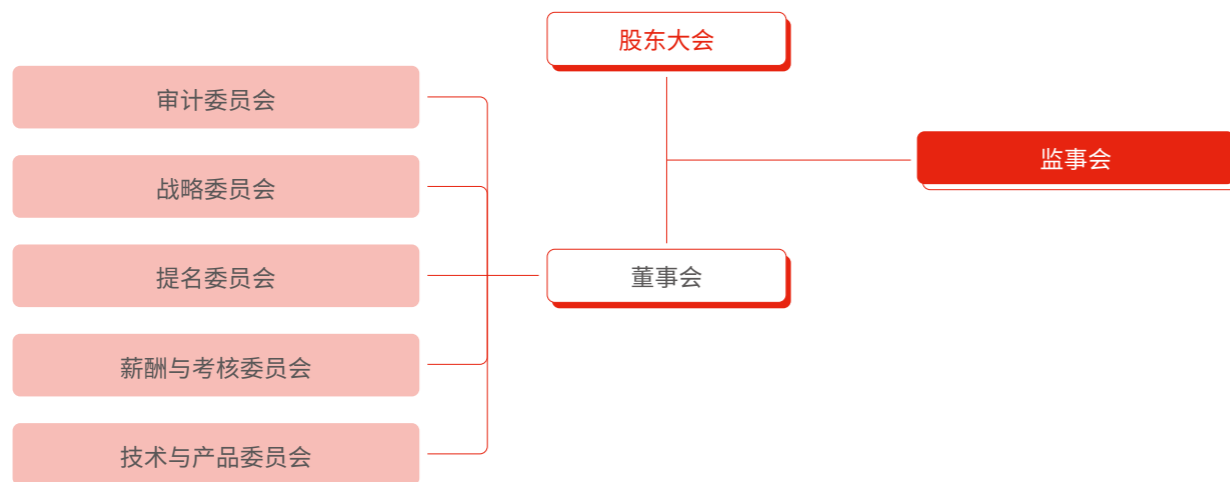 股东大会
监事会
董事会
审计委员会
战略委员会
提名委员会
薪酬与考核委员会
技术与产品委员会